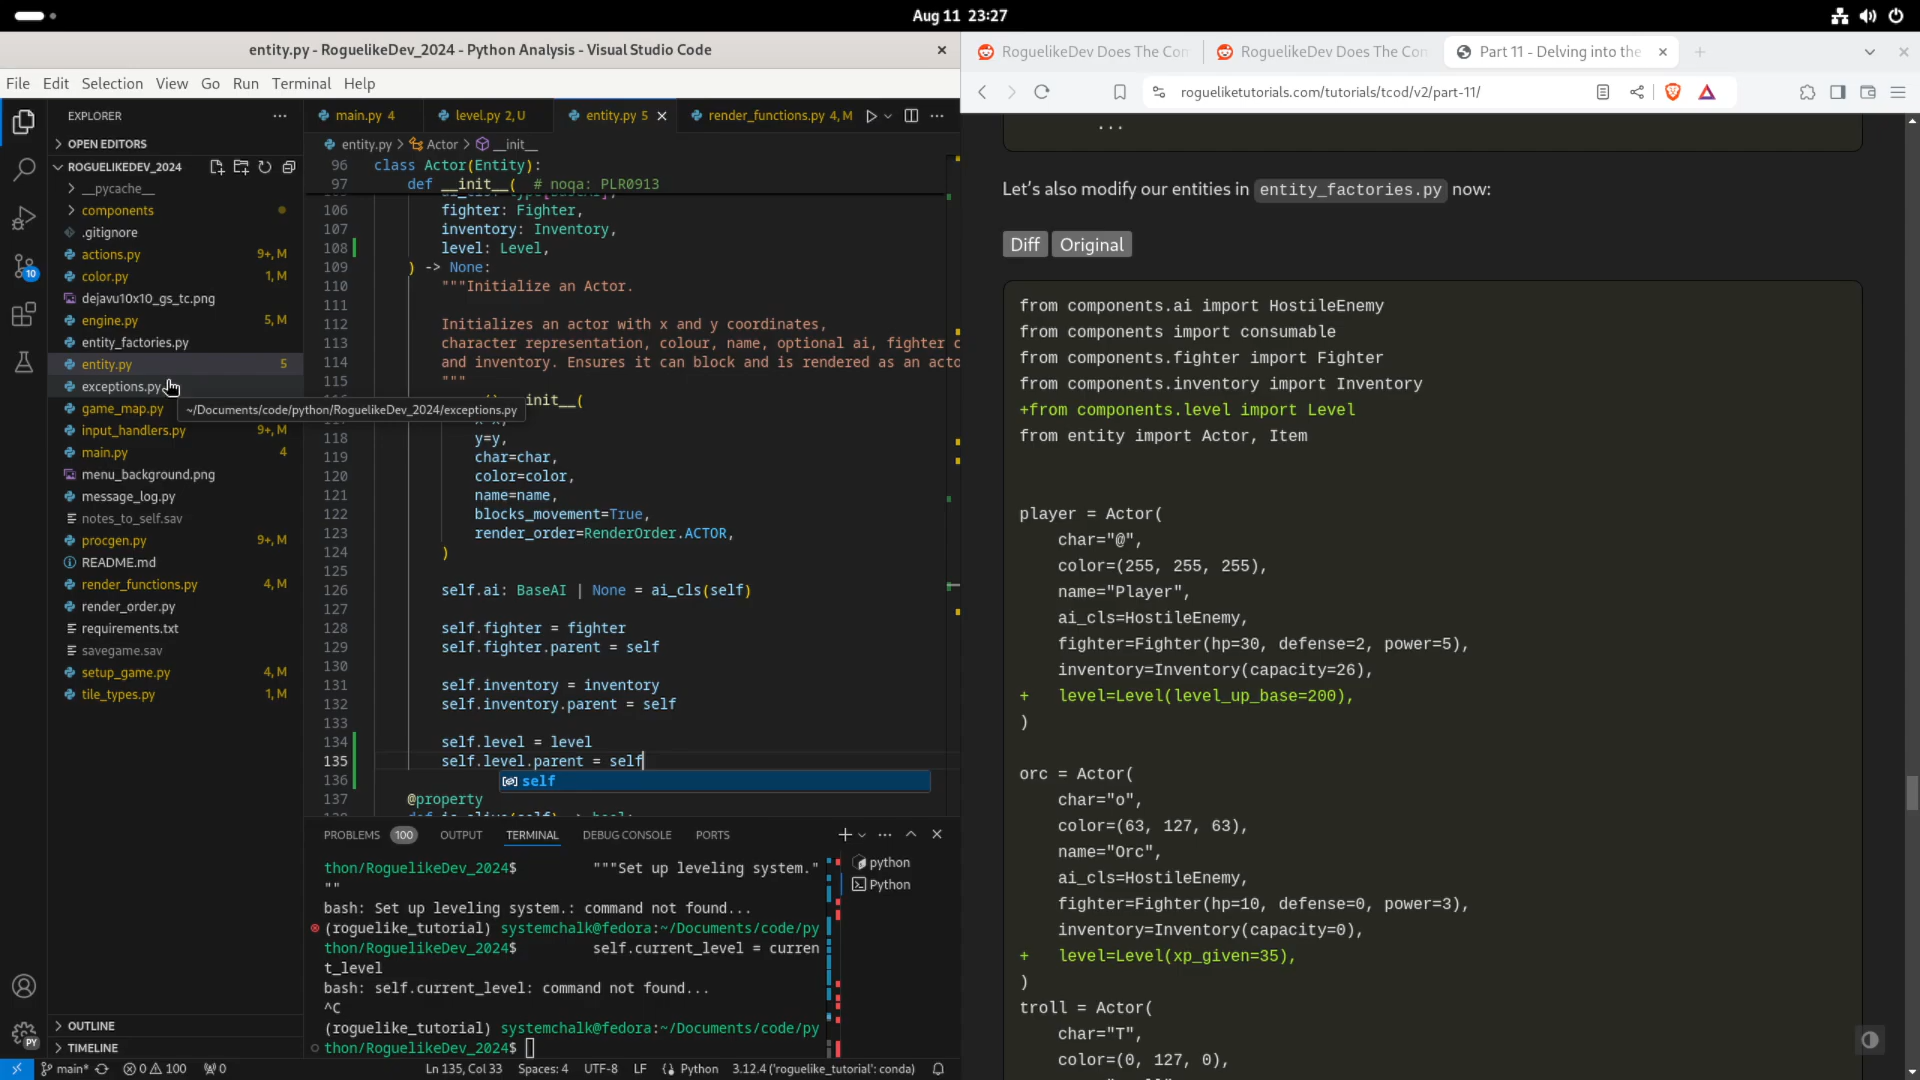 Aug 11 23:27
entity.py - RoguelikeDev_2024 - Python Analysis - Visual Studio Code
File Edit Selection View Go Run Terminal Help
EXPLORER
OPEN EDITORS
ROGUELIKEDEV_2024
__pycache__
components
.gitignore
actions.py 9+, M
color.py 1, M
dejavu10x10_gs_tc.png
engine.py 5, M
entity_factories.py
entity.py 5
exceptions.py
game_map.py
~/Documents/code/python/RoguelikeDev_2024/exceptions.py
input_handlers.py 9+, M
main.py 4
menu_background.png
message_log.py
notes_to_self.sav
procgen.py 9+, M
README.md
render_functions.py 4, M
render_order.py
requirements.txt
savegame.sav
setup_game.py 4, M
tile_types.py 1, M
OUTLINE
TIMELINE
10
PY
main.py 4
level.py 2, U
entity.py 5
render_functions.py 4, M
entity.py > Actor > __init__
96 class Actor(Entity):
97 def __init__( # noqa: PLR0913
106 fighter: Fighter,
107 inventory: Inventory,
108 level: Level,
109 ) -> None:
110 """Initialize an Actor.
111
112 Initializes an actor with x and y coordinates,
113 character representation, colour, name, optional ai, fighter c
114 and inventory. Ensures it can block and is rendered as an acto
115 """
init__(
118 y=y,
119 char=char,
120 color=color,
121 name=name,
122 blocks_movement=True,
123 render_order=RenderOrder.ACTOR,
124 )
125
126 self.ai: BaseAI | None = ai_cls(self)
127
128 self.fighter = fighter
129 self.fighter.parent = self
130
131 self.inventory = inventory
132 self.inventory.parent = self
133
134 self.level = level
135 self.level.parent = self
136 self
137 @property
PROBLEMS 100 OUTPUT TERMINAL DEBUG CONSOLE PORTS
python
Python
thon/RoguelikeDev_2024$ """Set up leveling system."
""
bash: Set up leveling system.: command not found...
(roguelike_tutorial) systemchalk@fedora:~/Documents/code/py
thon/RoguelikeDev_2024$ self.current_level = curren
t_level
bash: self.current_level: command not found...
^C
(roguelike_tutorial) systemchalk@fedora:~/Documents/code/py
thon/RoguelikeDev_2024$
main* 0 100 0 Ln 135, Col 33 Spaces: 4 UTF-8 LF Python 3.12.4 ('roguelike_tutorial': conda)
RoguelikeDev Does The Con
RoguelikeDev Does The Con
Part 11 - Delving into the
rogueliketutorials.com/tutorials/tcod/v2/part-11/
...
Let's also modify our entities in entity_factories.py now:
Diff Original
from components.ai import HostileEnemy
from components import consumable
from components.fighter import Fighter
from components.inventory import Inventory
+from components.level import Level
from entity import Actor, Item
player = Actor(
char="@",
color=(255, 255, 255),
name="Player",
ai_cls=HostileEnemy,
fighter=Fighter(hp=30, defense=2, power=5),
inventory=Inventory(capacity=26),
+ level=Level(level_up_base=200),
)
orc = Actor(
char="o",
color=(63, 127, 63),
name="Orc",
ai_cls=HostileEnemy,
fighter=Fighter(hp=10, defense=0, power=3),
inventory=Inventory(capacity=0),
+ level=Level(xp_given=35),
)
troll = Actor(
char="T",
color=(0, 127, 0),